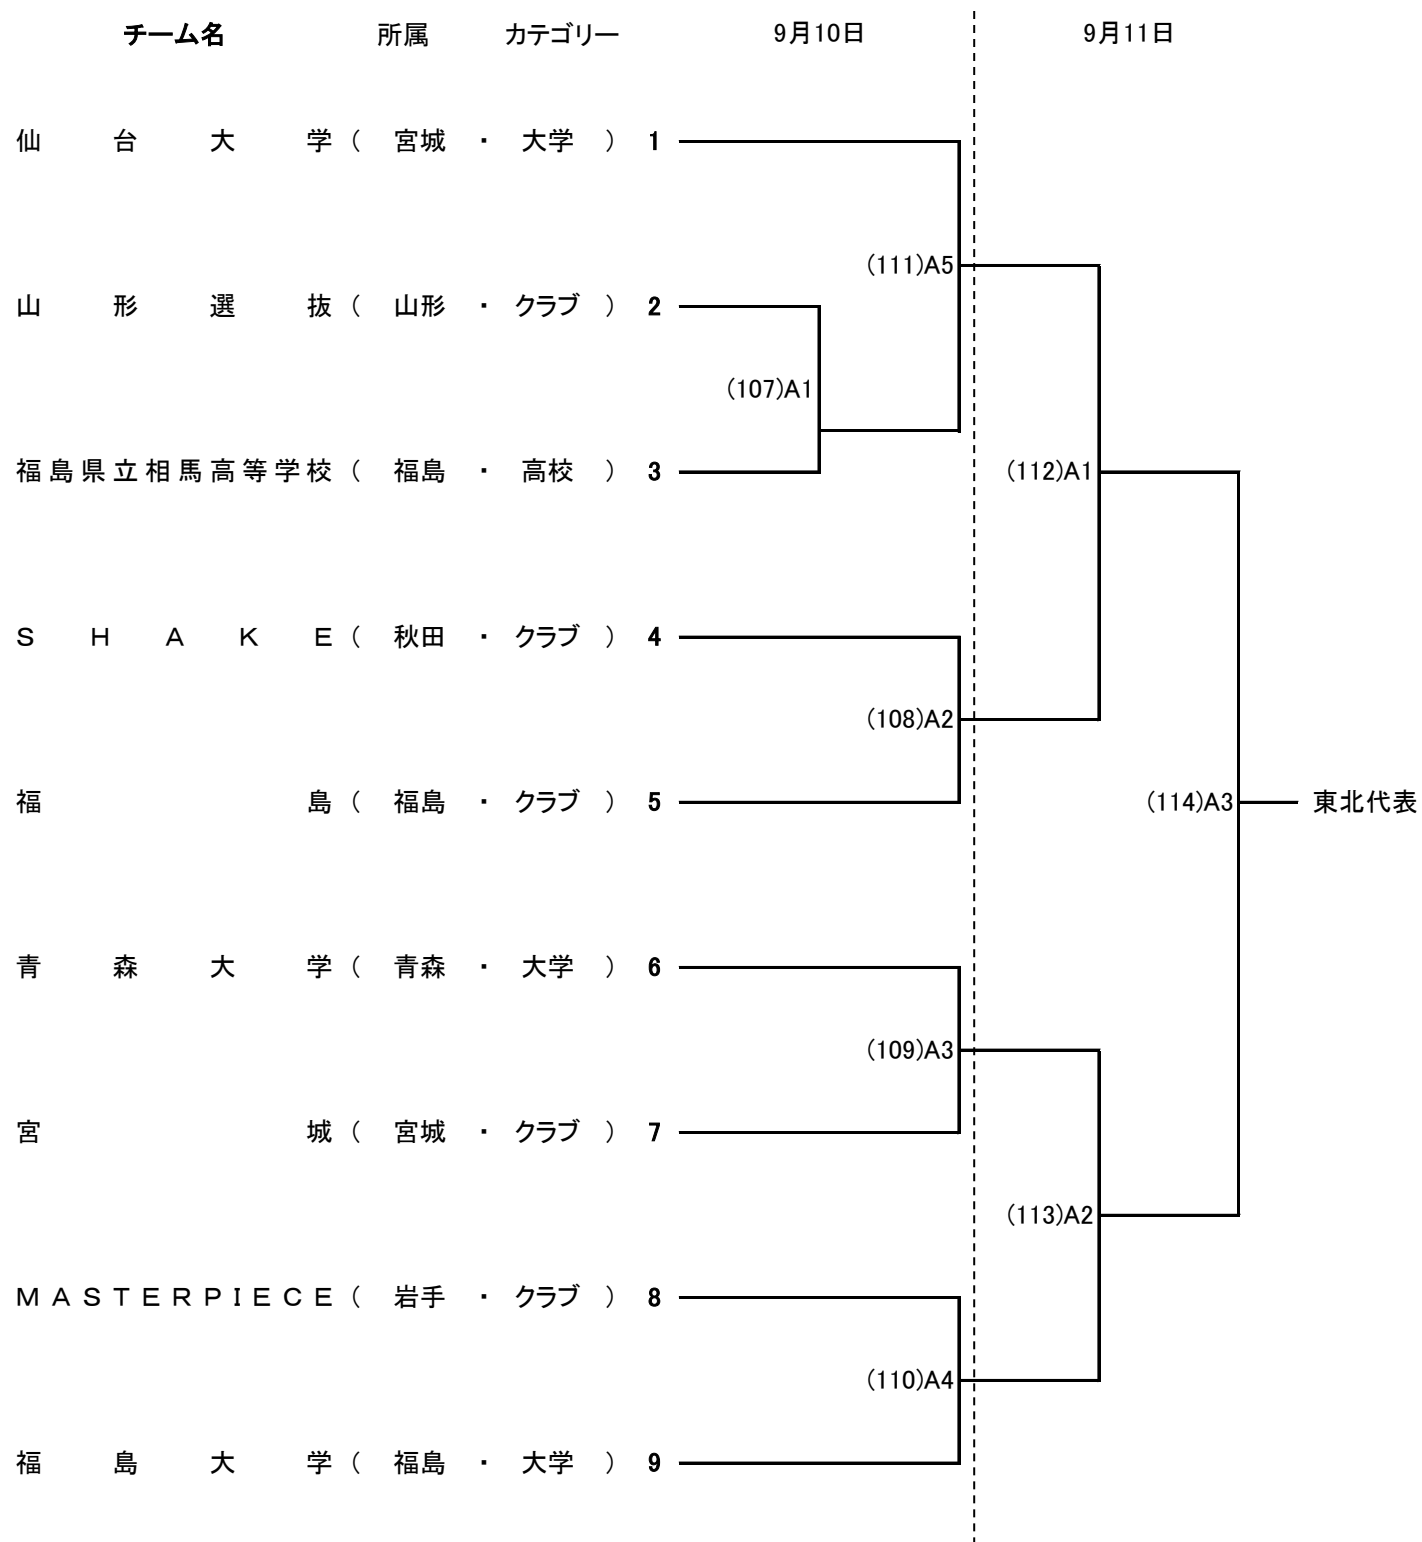 チーム名 所属 カテゴリー 9月10日 9月11日
仙台大学 ( 宮城 ・ 大学 ) 1
(111)A5
山形選抜 ( 山形 ・ クラブ ) 2
(107)A1
福島県立相馬高等学校 ( 福島 ・ 高校 ) 3 (112)A1
SHAKE ( 秋田 ・ クラブ ) 4
(108)A2
福島 ( 福島 ・ クラブ ) 5 (114)A3 東北代表
青森大学 ( 青森 ・ 大学 ) 6
(109)A3
宮城 ( 宮城 ・ クラブ ) 7
(113)A2
MASTERPIECE ( 岩手 ・ クラブ ) 8
(110)A4
福島大学 ( 福島 ・ 大学 ) 9